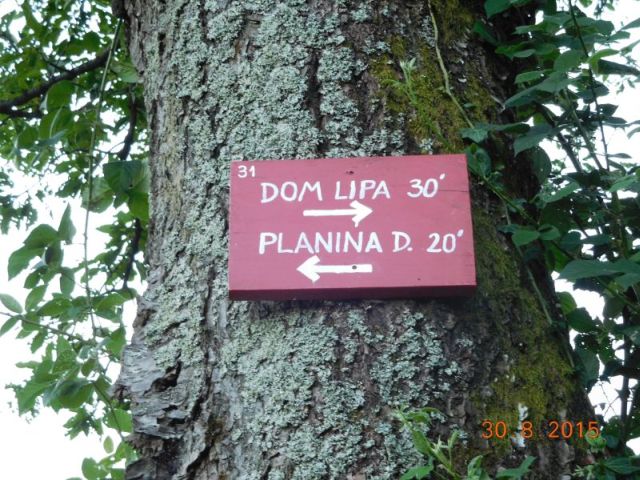 31
DOM LIPA 30'
PLANINA D. 20'
30 8 2015